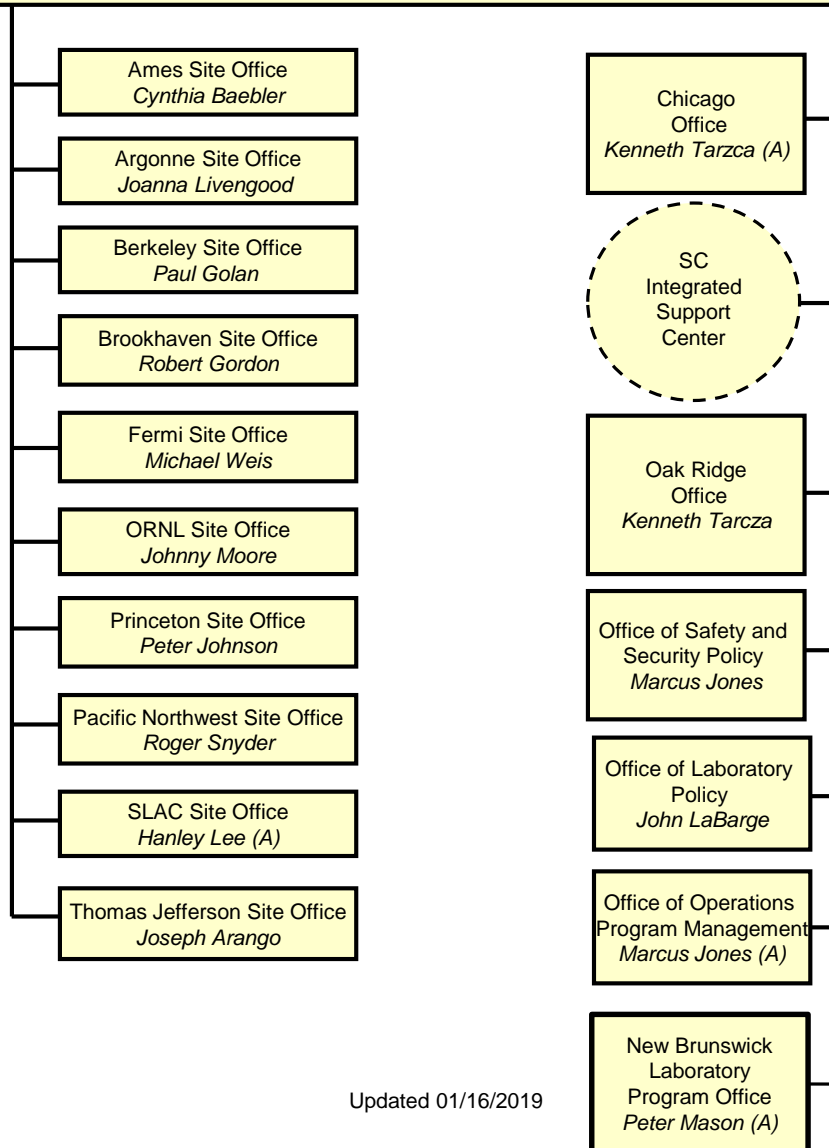 Ames Site Office
Cynthia Baebler
Argonne Site Office
Joanna Livengood
Berkeley Site Office
Paul Golan
Brookhaven Site Office
Robert Gordon
Fermi Site Office
Michael Weis
ORNL Site Office
Johnny Moore
Princeton Site Office
Peter Johnson
Pacific Northwest Site Office
Roger Snyder
SLAC Site Office
Hanley Lee (A)
Thomas Jefferson Site Office
Joseph Arango
Chicago
Office
Kenneth Tarzca (A)
SC
Integrated
Support
Center
Oak Ridge
Office
Kenneth Tarcza
Office of Safety and
Security Policy
Marcus Jones
Office of Laboratory
Policy
John LaBarge
Office of Operations
Program Management
Marcus Jones (A)
New Brunswick
Laboratory
Program Office
Peter Mason (A)
Updated 01/16/2019